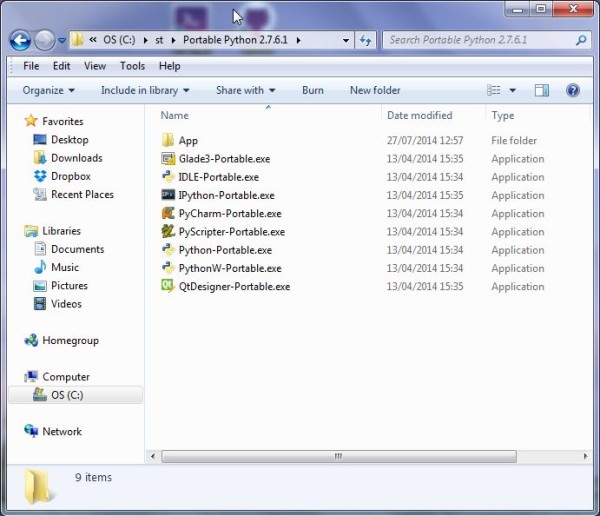 « OS (C:) ▸ st ▸ Portable Python 2.7.6.1 ▸ Search Portable Python 2.7.6.1
File Edit View Tools Help
Organize ▾ Include in library ▾ Share with ▾ Burn New folder
Favorites
Desktop
Downloads
Dropbox
Recent Places
Libraries
Documents
Music
Pictures
Videos
Homegroup
Computer
OS (C:)
Network
Name Date modified Type
App 27/07/2014 12:57 File folder
Glade3-Portable.exe 13/04/2014 15:35 Application
IDLE-Portable.exe 13/04/2014 15:34 Application
IPython-Portable.exe 13/04/2014 15:35 Application
PyCharm-Portable.exe 13/04/2014 15:34 Application
PyScripter-Portable.exe 13/04/2014 15:34 Application
Python-Portable.exe 13/04/2014 15:34 Application
PythonW-Portable.exe 13/04/2014 15:34 Application
QtDesigner-Portable.exe 13/04/2014 15:35 Application
9 items